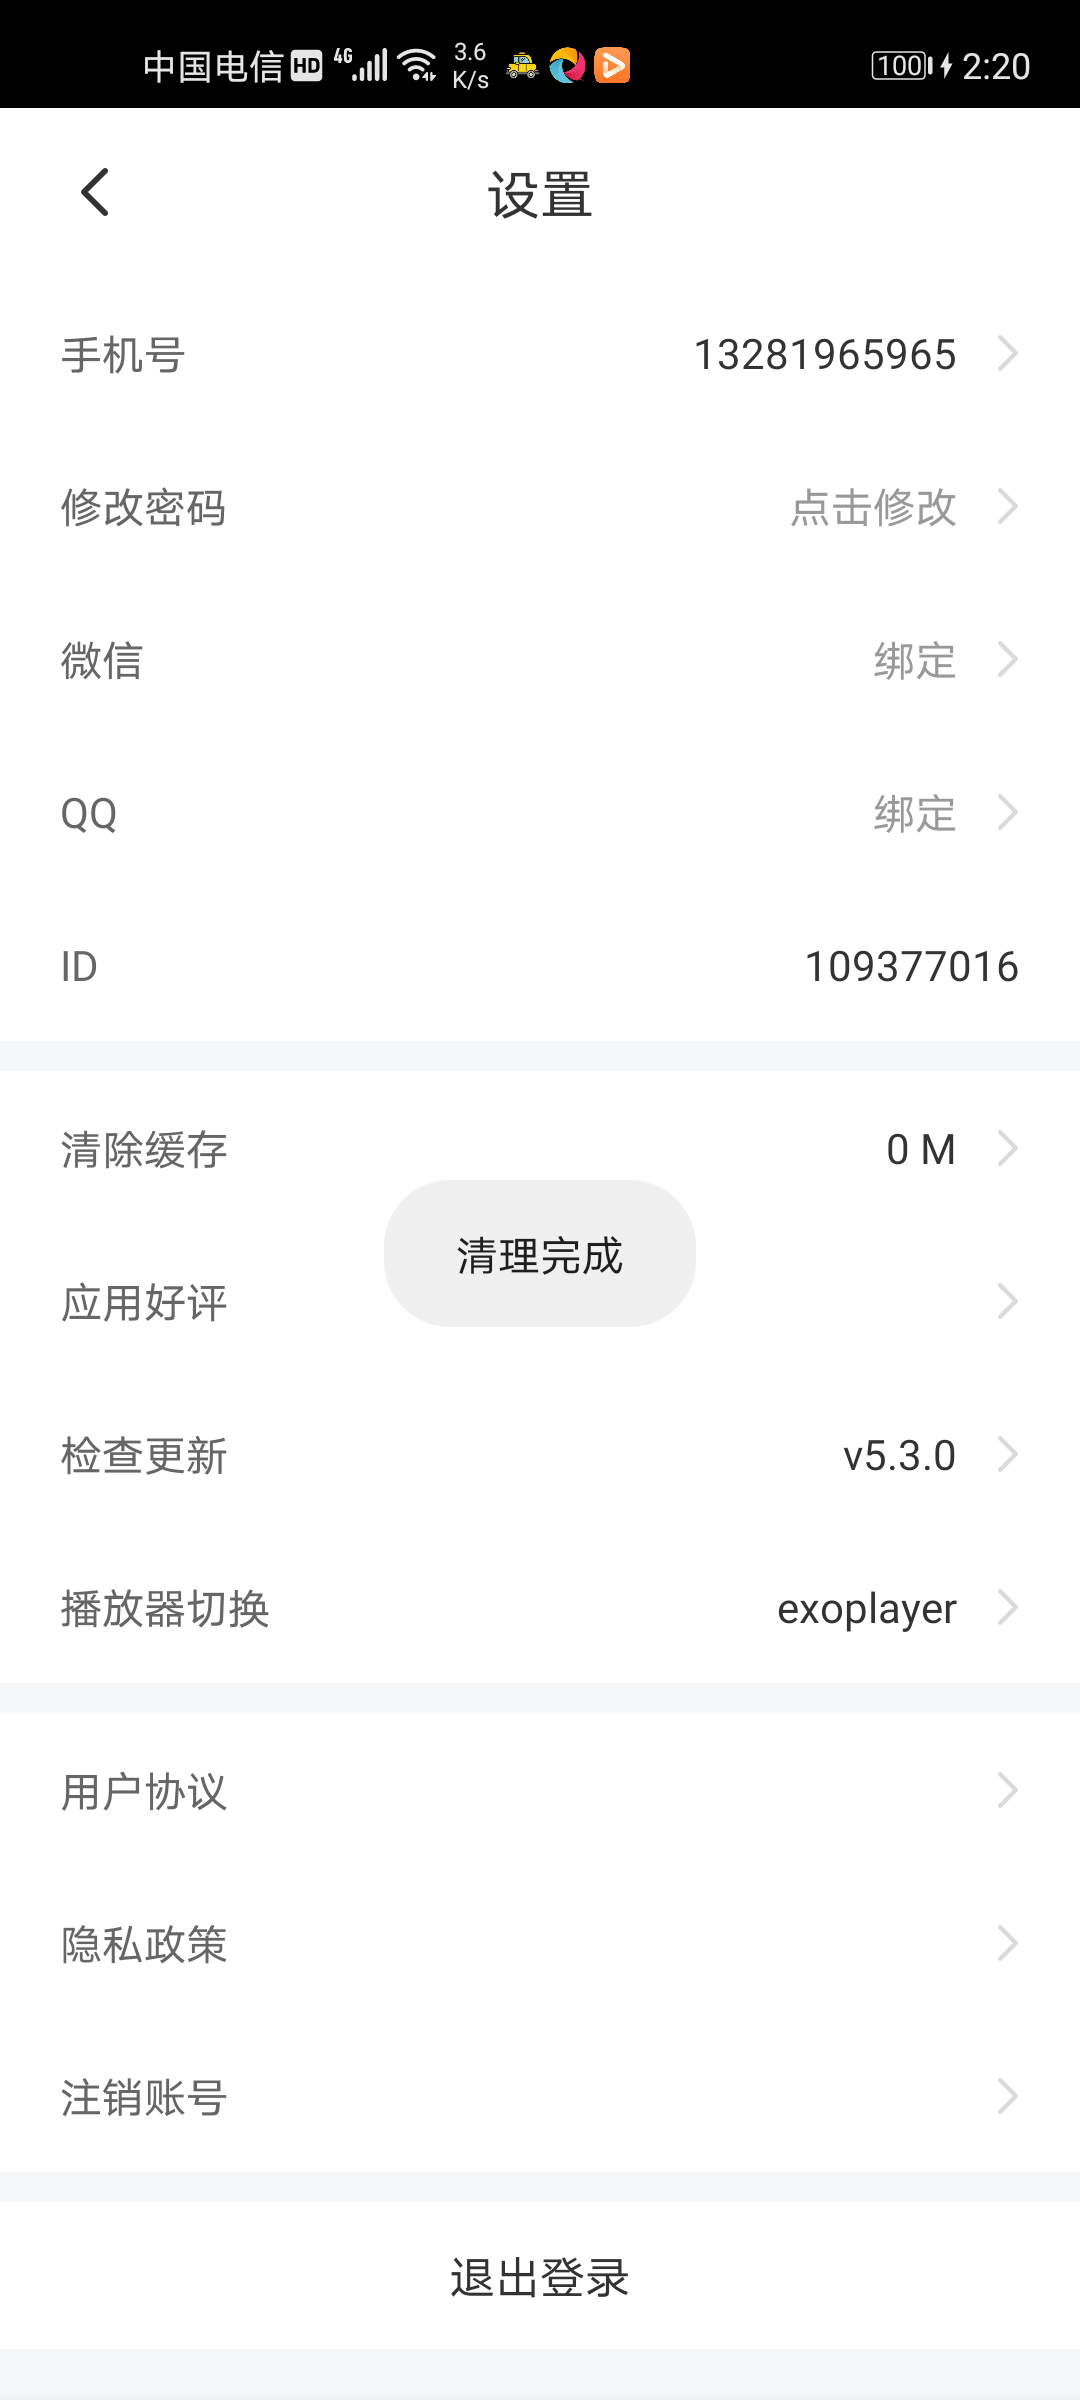 中国电信 HD 4G 3.6 K/s 100 2:20
设置
手机号 13281965965
修改密码 点击修改
微信 绑定
QQ 绑定
ID 109377016
清除缓存 0 M
清理完成
应用好评
检查更新 v5.3.0
播放器切换 exoplayer
用户协议
隐私政策
注销账号
退出登录